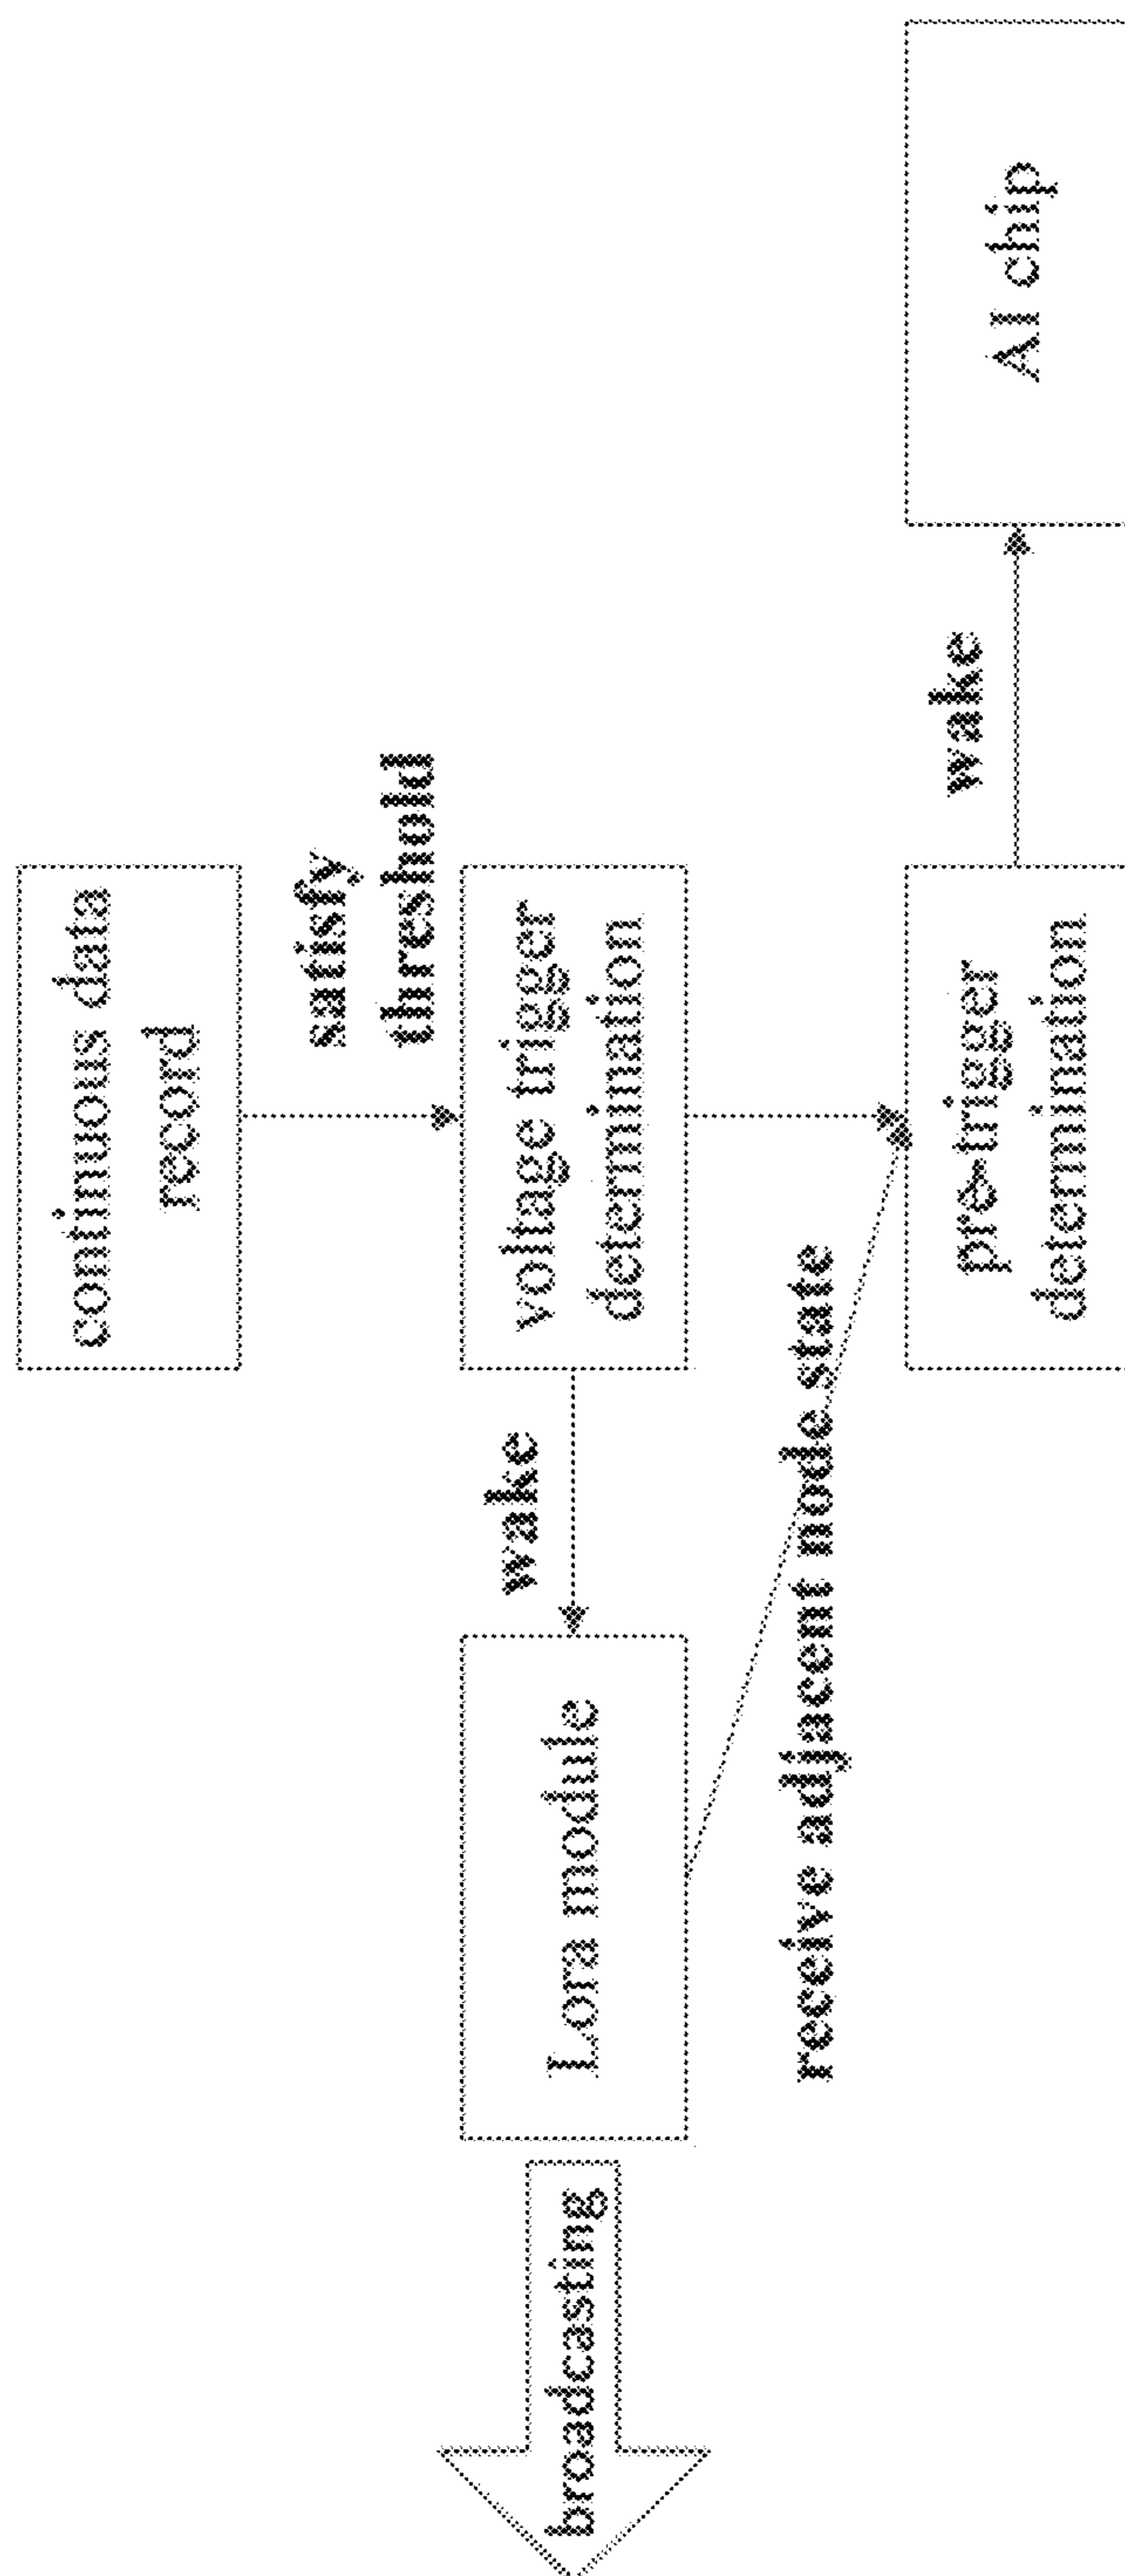 continuous data
record
satisfy
threshold
broadcasting
Lora module
wake
voltage trigger
determination
receive adjacent node state
pre-trigger
determination
wake
AI chip